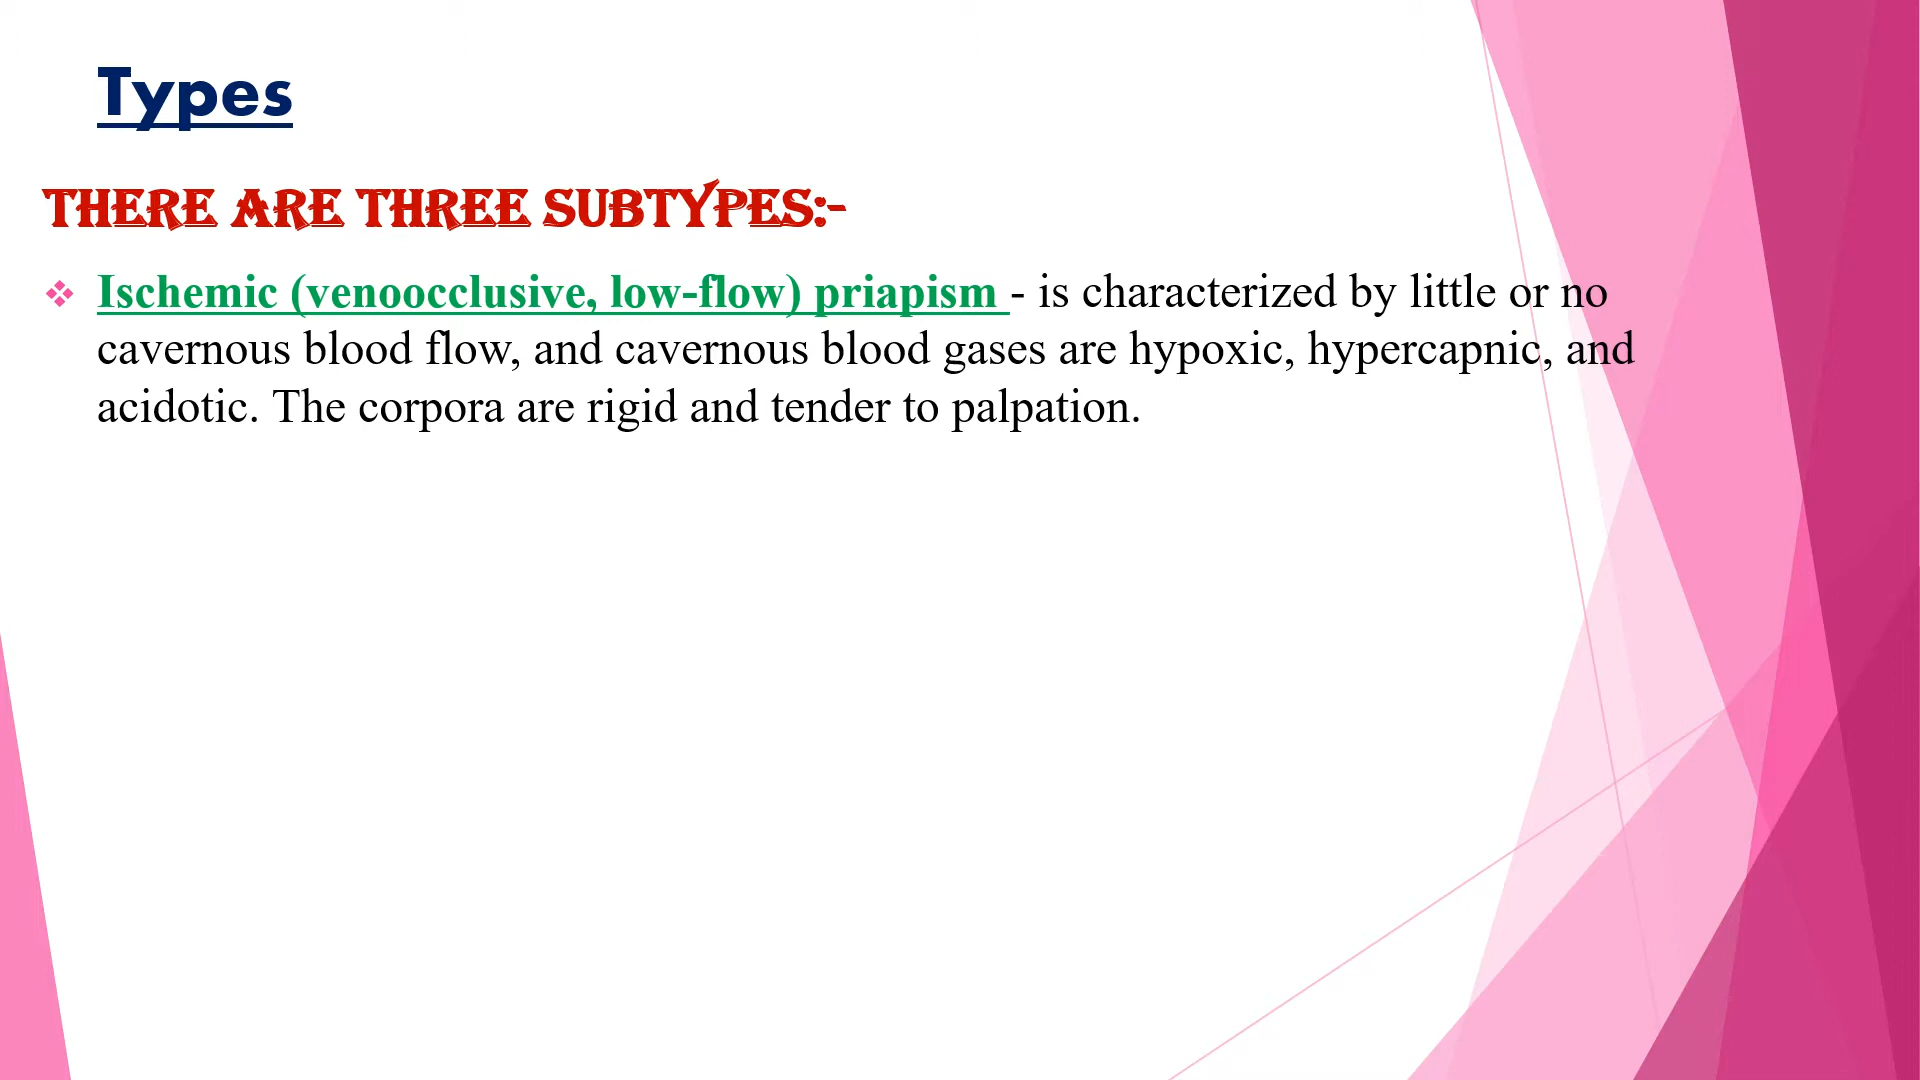 Types
THERE ARE THREE SUBTYPES:-
❖ Ischemic (venoocclusive, low-flow) priapism - is characterized by little or no
cavernous blood flow, and cavernous blood gases are hypoxic, hypercapnic, and
acidotic. The corpora are rigid and tender to palpation.